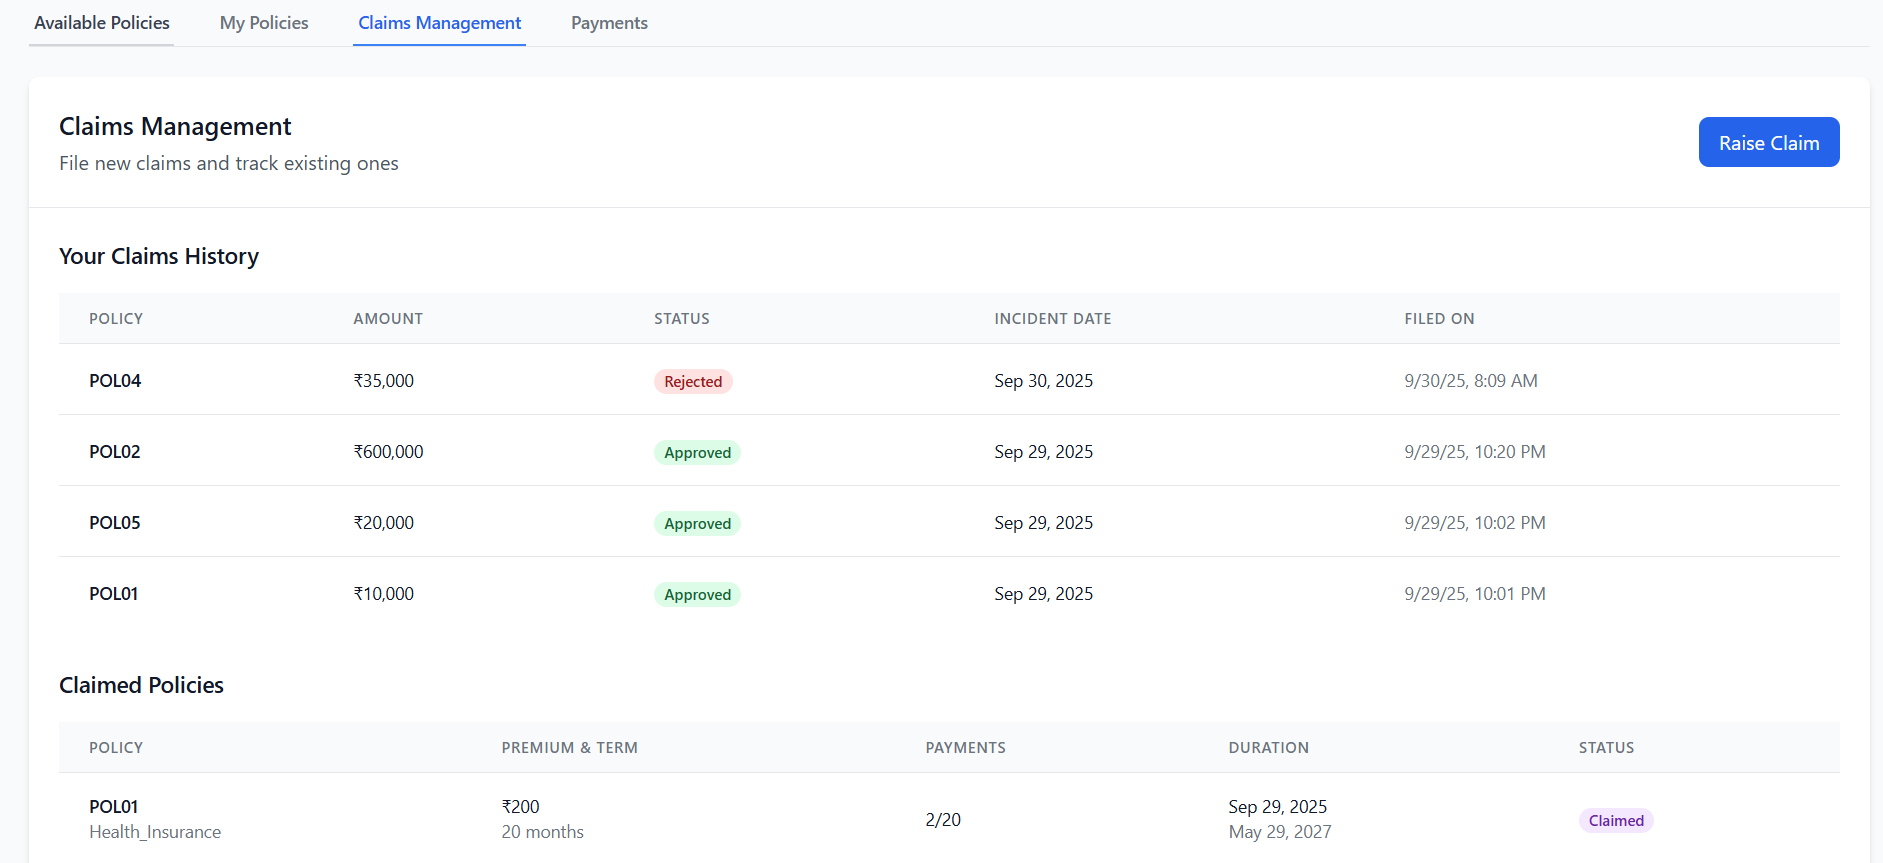 Available Policies My Policies Claims Management Payments
Claims Management
File new claims and track existing ones
Raise Claim
Your Claims History
POLICY AMOUNT STATUS INCIDENT DATE FILED ON
POL04 ₹35,000 Rejected Sep 30, 2025 9/30/25, 8:09 AM
POL02 ₹600,000 Approved Sep 29, 2025 9/29/25, 10:20 PM
POL05 ₹20,000 Approved Sep 29, 2025 9/29/25, 10:02 PM
POL01 ₹10,000 Approved Sep 29, 2025 9/29/25, 10:01 PM
Claimed Policies
POLICY PREMIUM & TERM PAYMENTS DURATION STATUS
POL01 ₹200 2/20 Sep 29, 2025 Claimed
Health_Insurance 20 months May 29, 2027